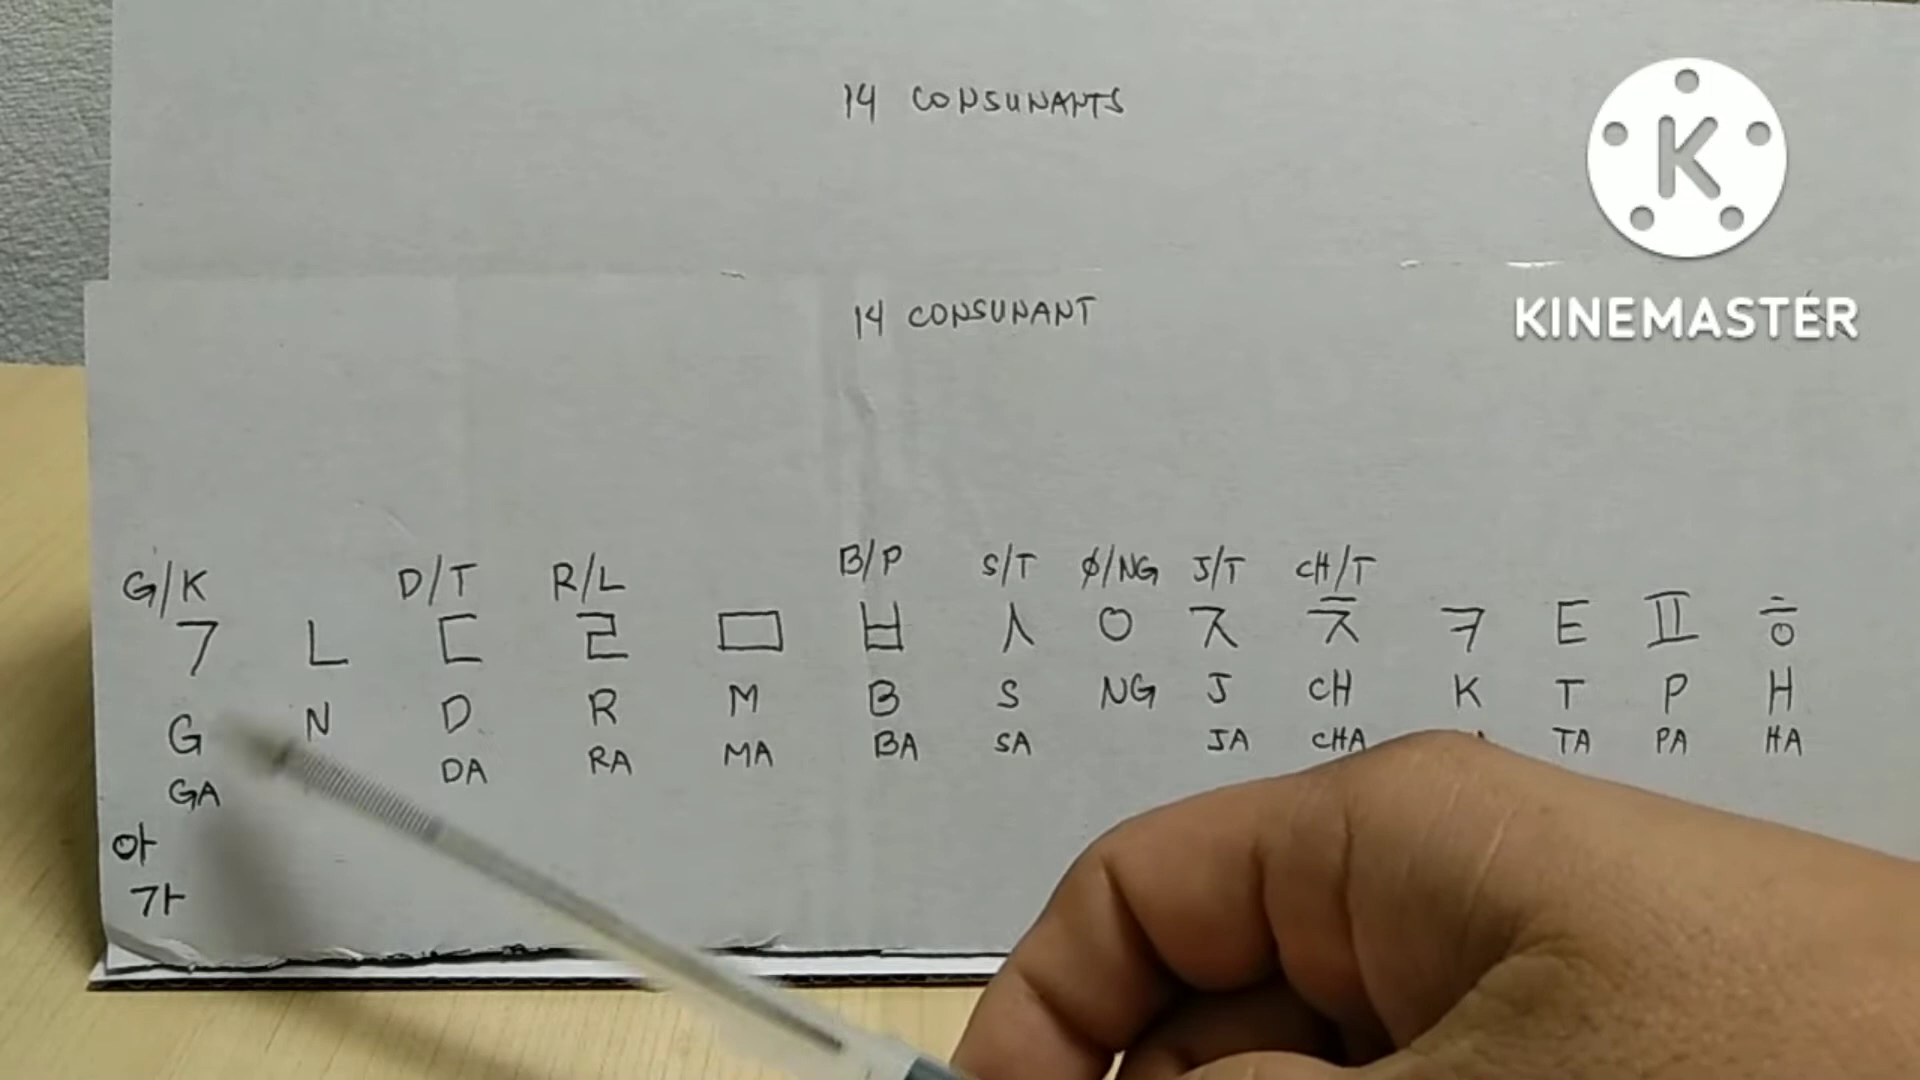 14 CONSUNANTS
KINEMASTER
14 CONSUNANT
G/K D/T R/L B/P S/T Ø/NG J/T CH/T
ㄱ ㄴ ㄷ ㄹ ㅁ ㅂ ㅅ ㅇ ㅈ ㅊ ㅋ ㅌ ㅍ ㅎ
G N D R M B S NG J CH K T P H
GA DA RA MA BA SA JA CHA TA PA HA
아
가